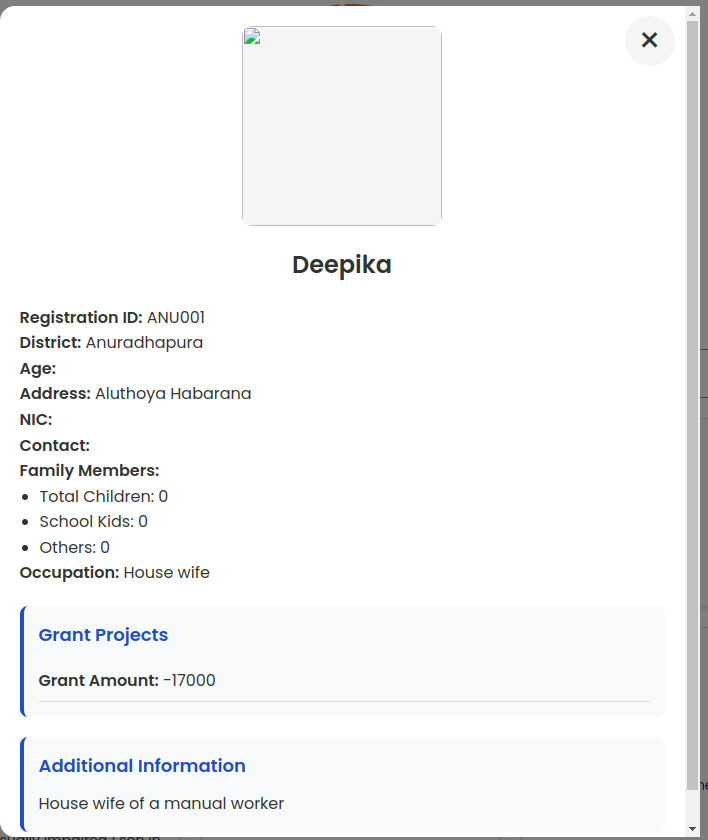 Deepika
Registration ID: ANU001
District: Anuradhapura
Age:
Address: Aluthoya Habarana
NIC:
Contact:
Family Members:
• Total Children: 0
• School Kids: 0
• Others: 0
Occupation: House wife
Grant Projects
Grant Amount: -17000
Additional Information
House wife of a manual worker